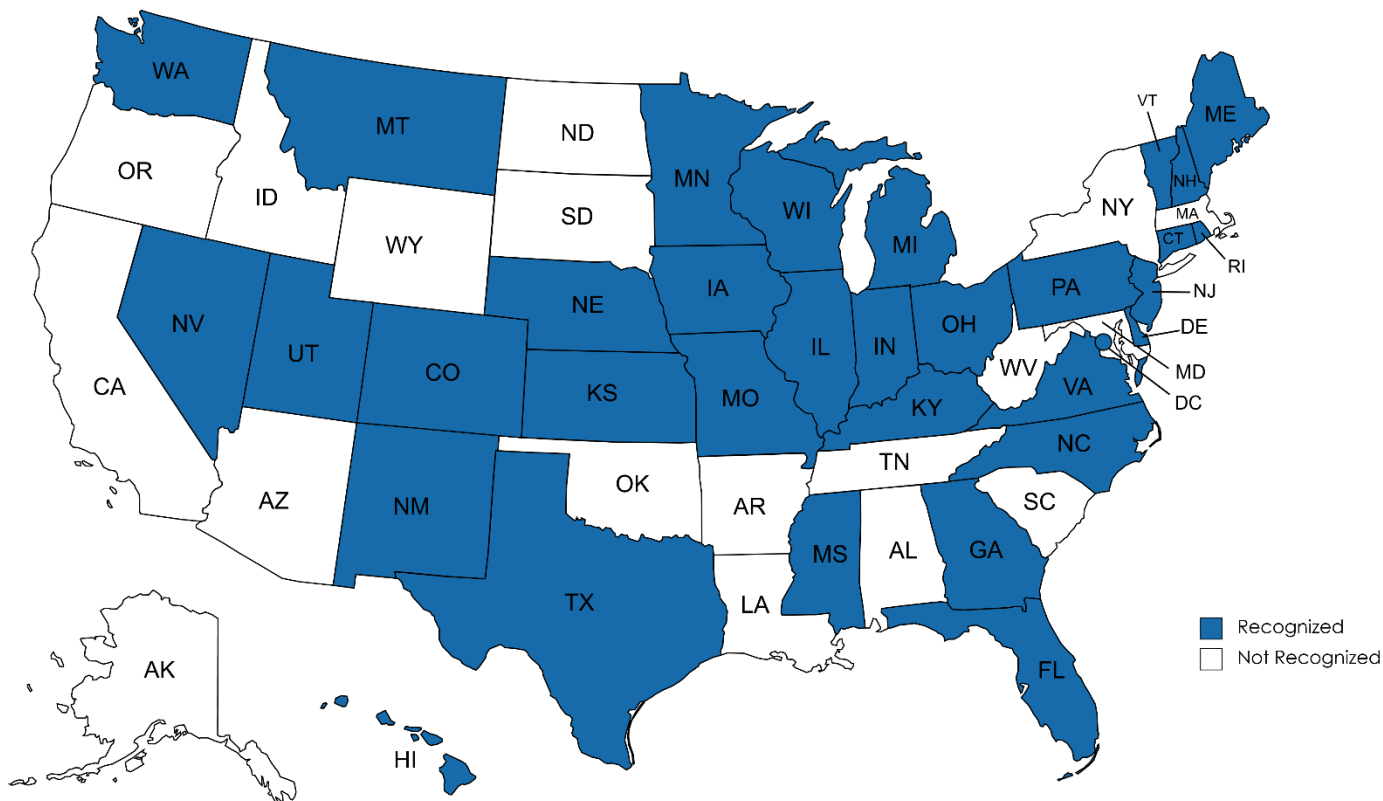 WA
MT
ND
MN
OR
ID
WY
SD
WI
MI
VT
ME
NH
NY
MA
CT
RI
NV
UT
CO
NE
IA
IL
IN
OH
PA
NJ
DE
CA
KS
MO
KY
WV
VA
MD
DC
AZ
NM
OK
AR
TN
NC
SC
TX
LA
MS
AL
GA
FL
AK
HI
Recognized
Not Recognized